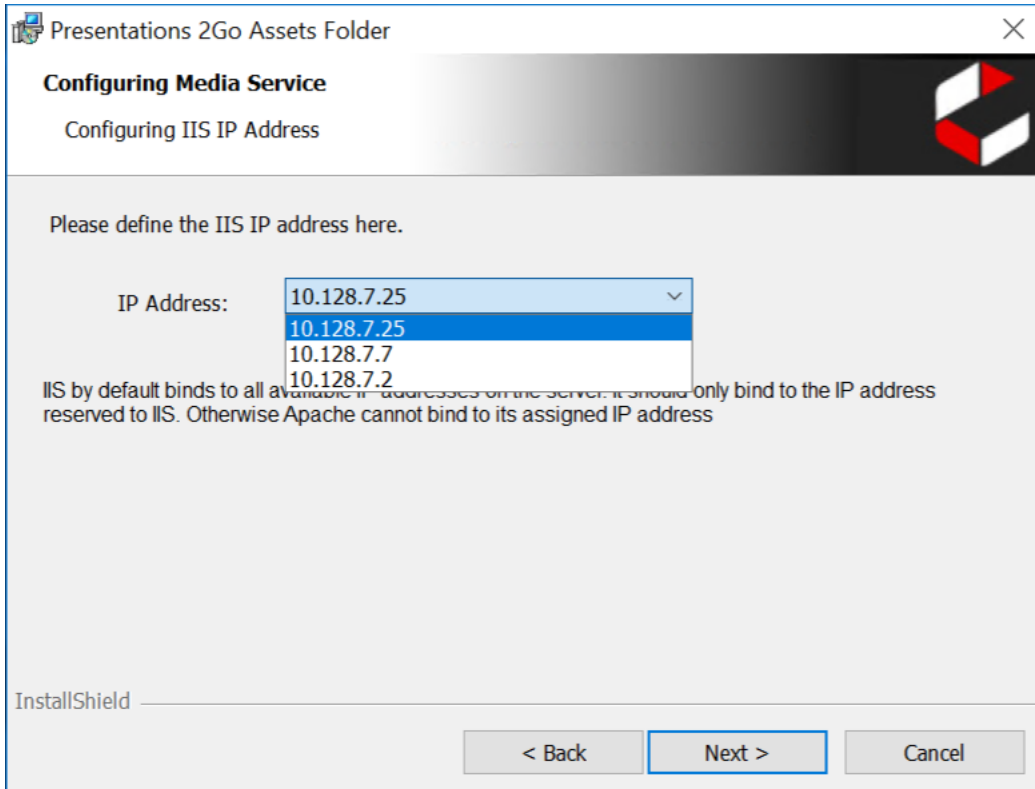 Presentations 2Go Assets Folder
Configuring Media Service
Configuring IIS IP Address
Please define the IIS IP address here.
IP Address:
10.128.7.25
10.128.7.25
10.128.7.7
10.128.7.2
IIS by default binds to all available IP addresses on the server. It should only bind to the IP address
reserved to IIS. Otherwise Apache cannot bind to its assigned IP address
InstallShield
< Back
Next >
Cancel